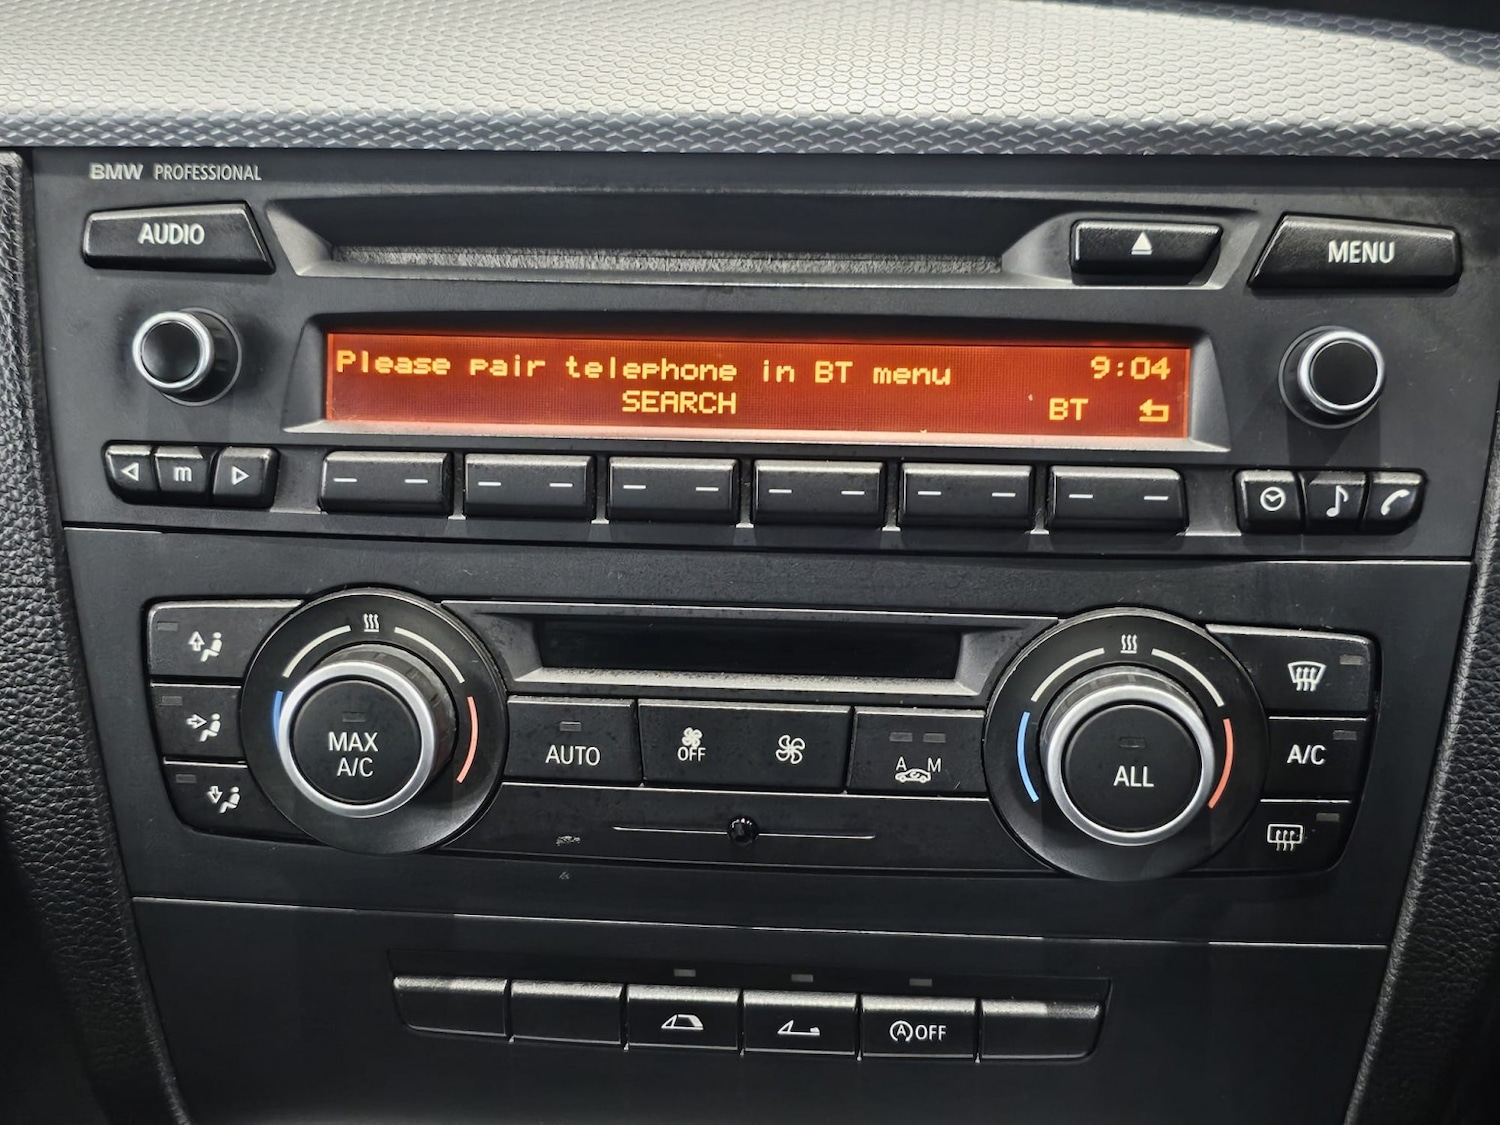 BMW PROFESSIONAL
AUDIO
MENU
Please pair telephone in BT menu 9:04
SEARCH BT
m
MAX
A/C
AUTO
OFF
A M
ALL
A/C
A OFF